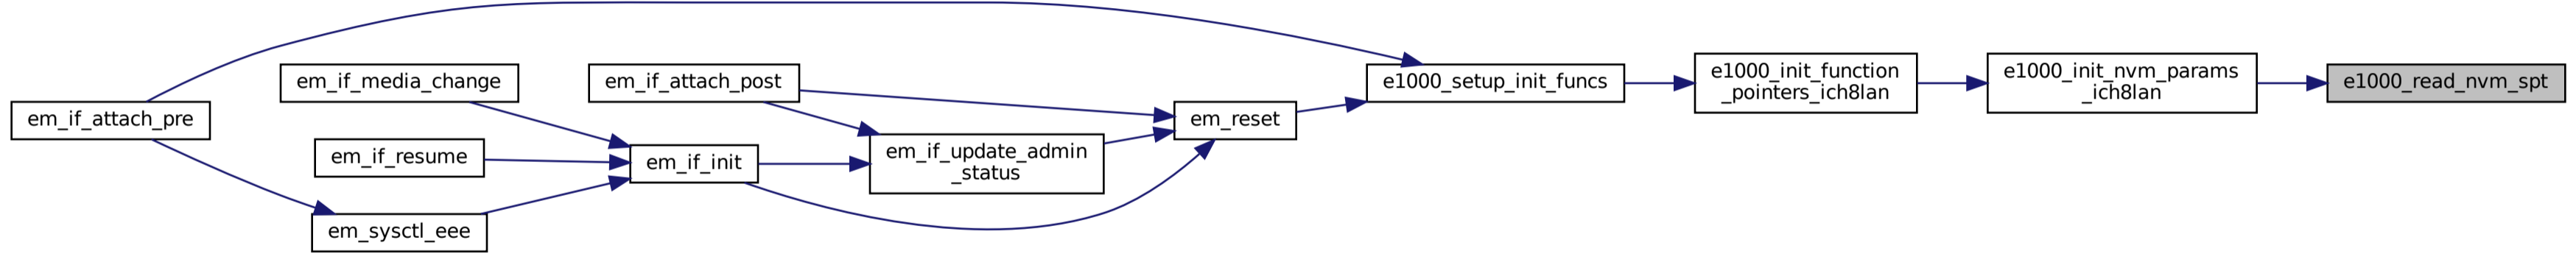 em_if_attach_pre
em_if_media_change
em_if_resume
em_sysctl_eee
em_if_attach_post
em_if_init
em_if_update_admin
_status
em_reset
e1000_setup_init_funcs
e1000_init_function
_pointers_ich8lan
e1000_init_nvm_params
_ich8lan
e1000_read_nvm_spt